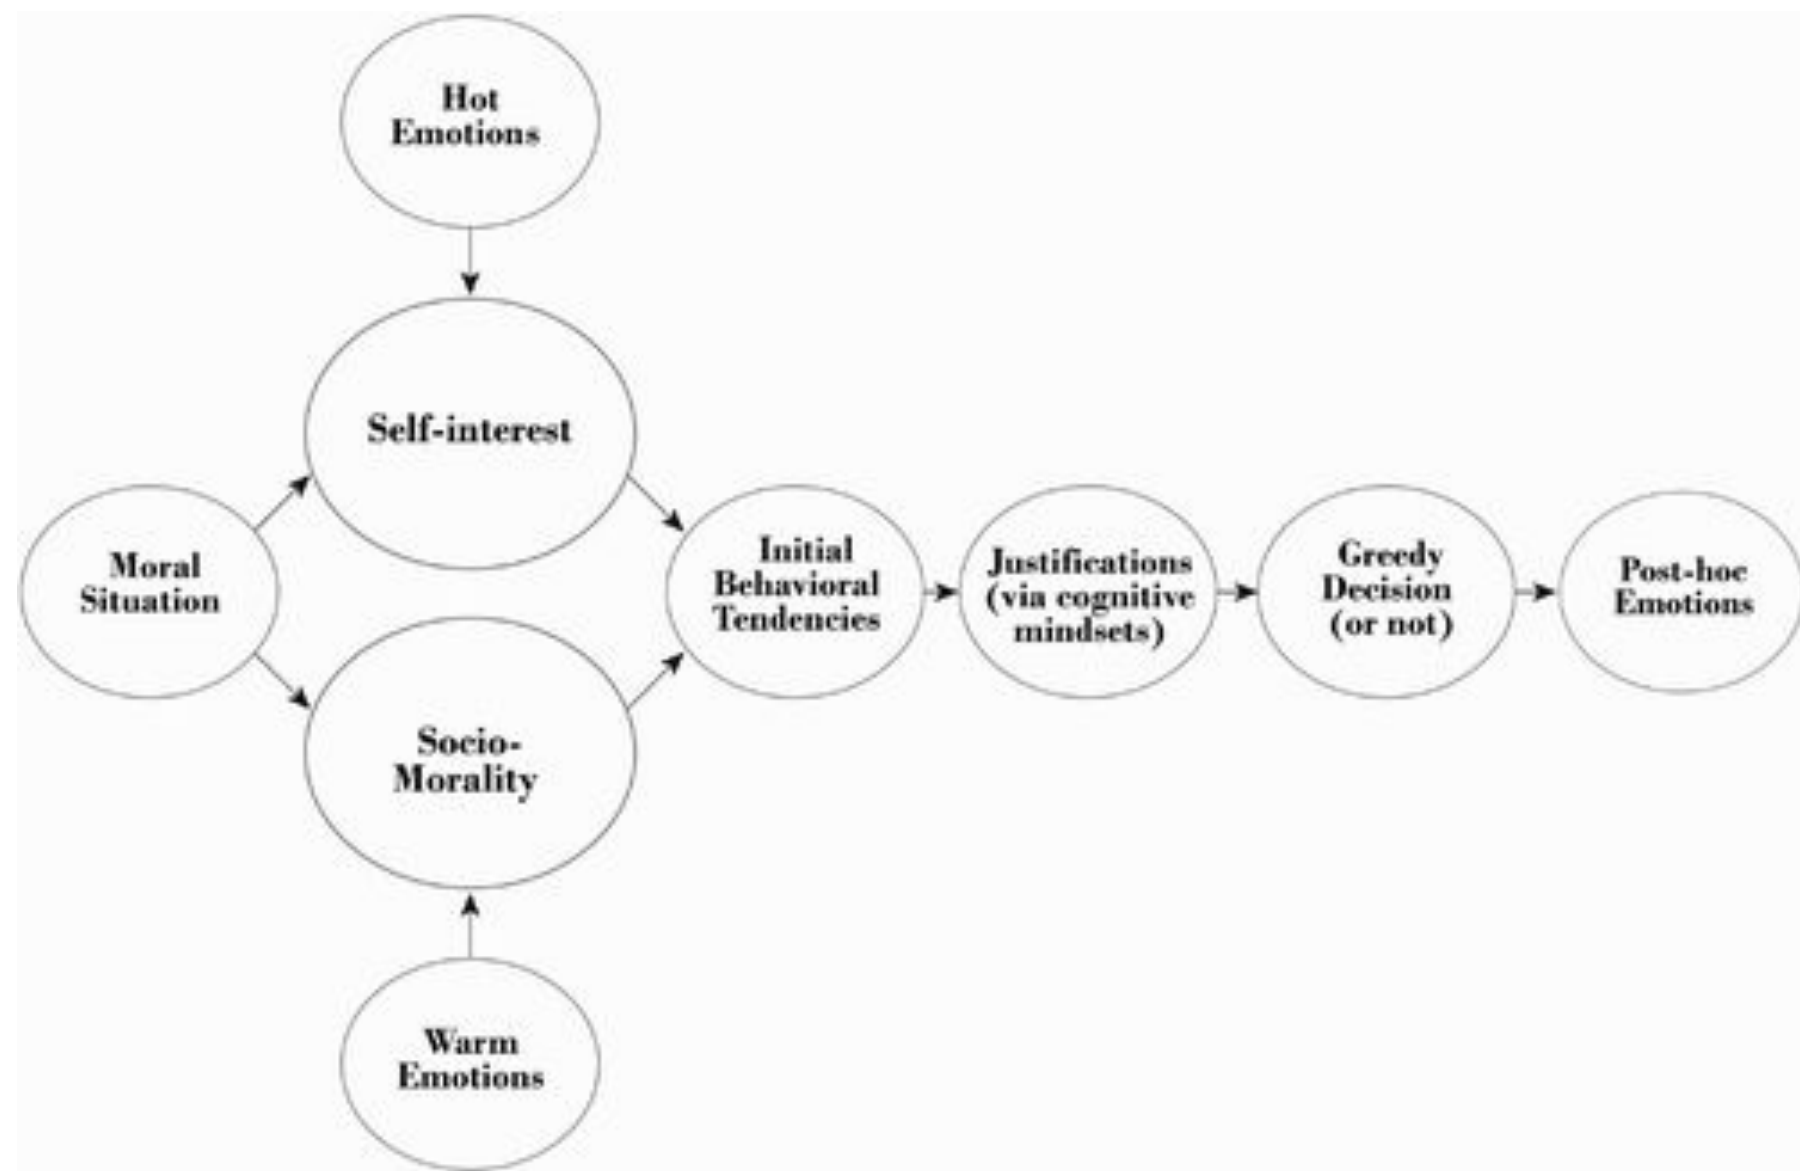 Hot
Emotions
Self-interest
Moral
Situation
Socio-
Morality
Warm
Emotions
Initial
Behavioral
Tendencies
Justifications
(via cognitive
mindsets)
Greedy
Decision
(or not)
Post-hoc
Emotions